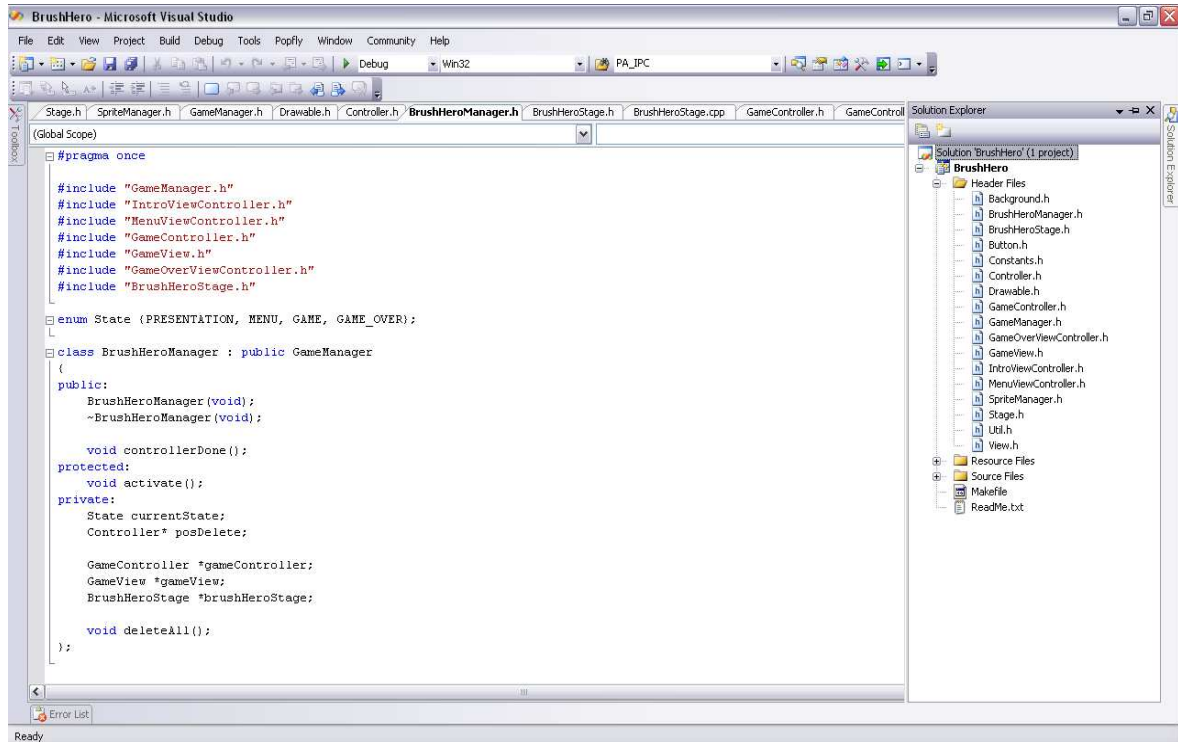 BrushHero - Microsoft Visual Studio
File Edit View Project Build Debug Tools Popfly Window Community Help
Debug Win32 PA_IPC
Stage.h SpriteManager.h GameManager.h Drawable.h Controller.h BrushHeroManager.h BrushHeroStage.h BrushHeroStage.cpp GameController.h GameControll
(Global Scope)
#pragma once
#include "GameManager.h"
#include "IntroViewController.h"
#include "MenuViewController.h"
#include "GameController.h"
#include "GameView.h"
#include "GameOverViewController.h"
#include "BrushHeroStage.h"
enum State {PRESENTATION, MENU, GAME, GAME_OVER};
class BrushHeroManager : public GameManager
{
public:
BrushHeroManager(void);
~BrushHeroManager(void);
void controllerDone();
protected:
void activate();
private:
State currentState;
Controller* posDelete;
GameController *gameController;
GameView *gameView;
BrushHeroStage *brushHeroStage;
void deleteAll();
};
Toolbox
Error List
Ready
Solution Explorer
Solution 'BrushHero' (1 project)
BrushHero
Header Files
Background.h
BrushHeroManager.h
BrushHeroStage.h
Button.h
Constants.h
Controller.h
Drawable.h
GameController.h
GameManager.h
GameOverViewController.h
GameView.h
IntroViewController.h
MenuViewController.h
SpriteManager.h
Stage.h
Util.h
View.h
Resource Files
Source Files
Makefile
ReadMe.txt
Solution Explorer